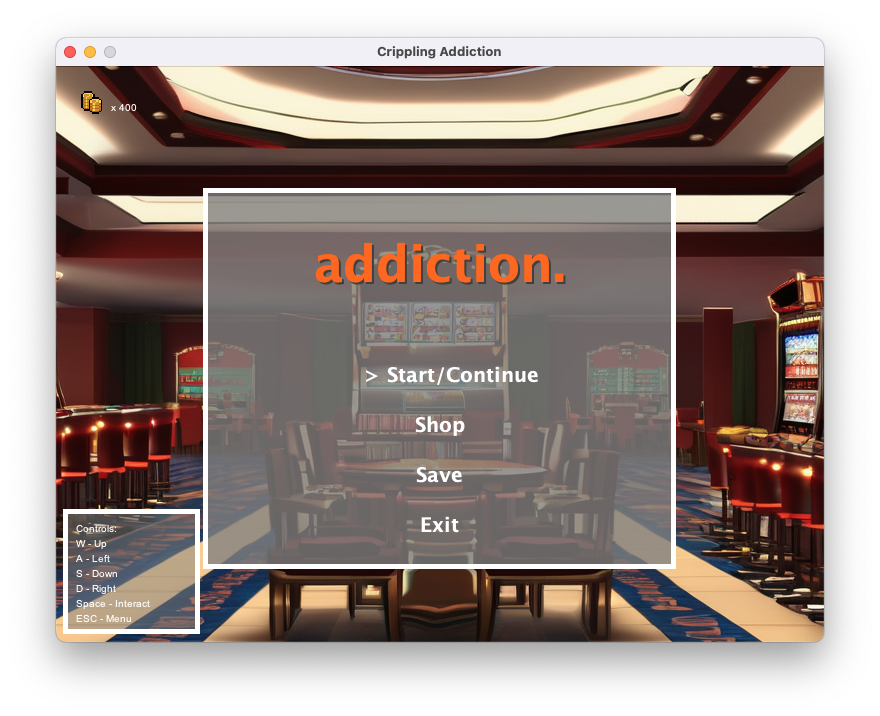 Crippling Addiction
x 400
addiction.
> Start/Continue
Shop
Save
Exit
Controls:
W - Up
A - Left
S - Down
D - Right
Space - Interact
ESC - Menu